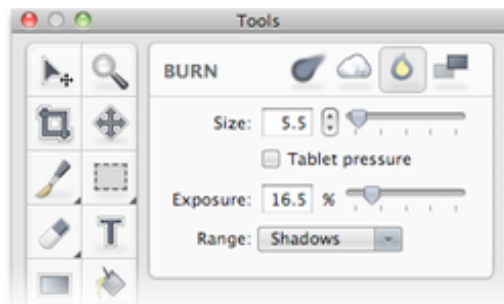 Tools
BURN
Size: 5.5
Tablet pressure
Exposure: 16.5 %
Range: Shadows
T